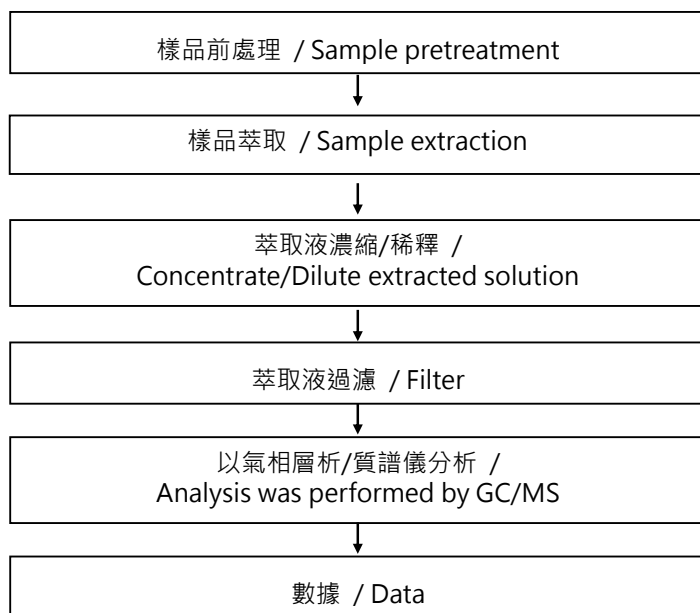 樣品前處理 / Sample pretreatment
樣品萃取 / Sample extraction
萃取液濃縮/稀釋 /
Concentrate/Dilute extracted solution
萃取液過濾 / Filter
以氣相層析/質譜儀分析 /
Analysis was performed by GC/MS
數據 / Data